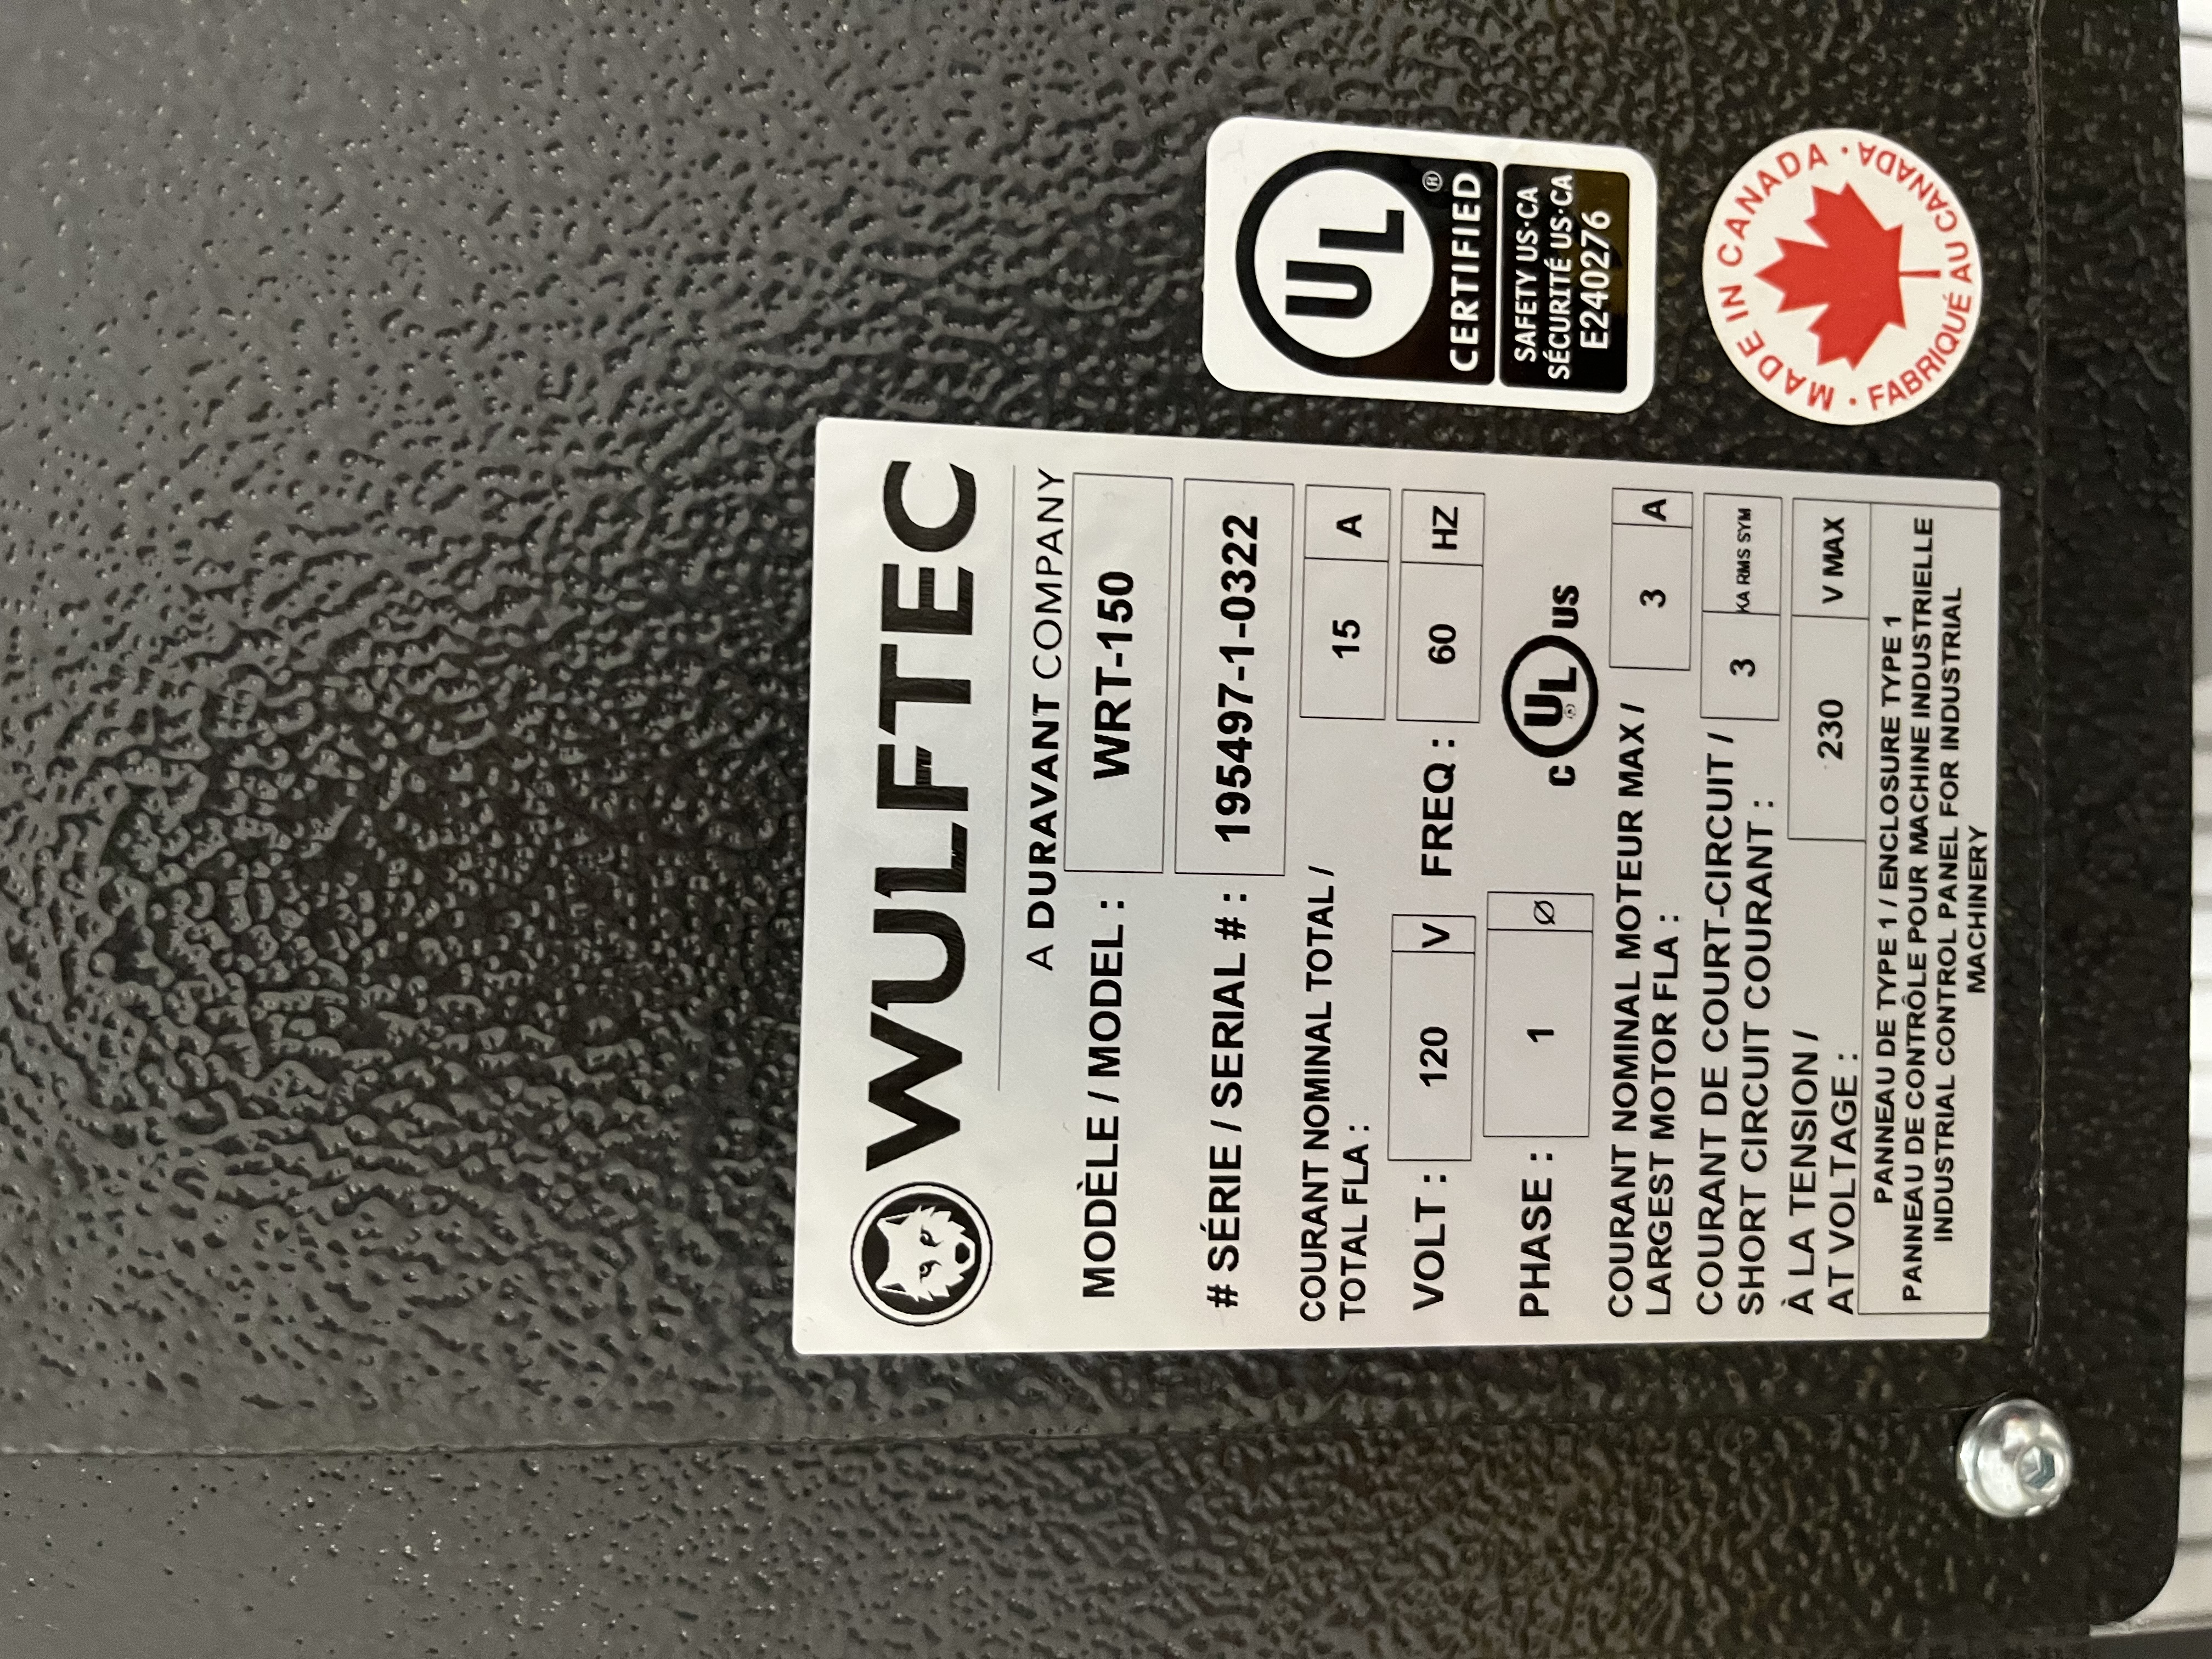 WULFTEC
A DURAVANT COMPANY
MODÈLE / MODEL : WRT-150
# SÉRIE / SERIAL # : 195497-1-0322
COURANT NOMINAL TOTAL /
TOTAL FLA : 15 A
VOLT : 120 V FREQ : 60 HZ
PHASE : 1 Ø C UL ® US
COURANT NOMINAL MOTEUR MAX /
LARGEST MOTOR FLA : 3 A
COURANT DE COURT-CIRCUIT /
SHORT CIRCUIT COURANT : 3 KA RMS SYM
À LA TENSION /
AT VOLTAGE : 230 V MAX
PANNEAU DE TYPE 1 / ENCLOSURE TYPE 1
PANNEAU DE CONTRÔLE POUR MACHINE INDUSTRIELLE
INDUSTRIAL CONTROL PANEL FOR INDUSTRIAL
MACHINERY
UL ®
CERTIFIED
SAFETY US·CA
SÉCURITÉ US·CA
E240276
MADE IN CANADA ·
FABRIQUÉ AU CANADA ·